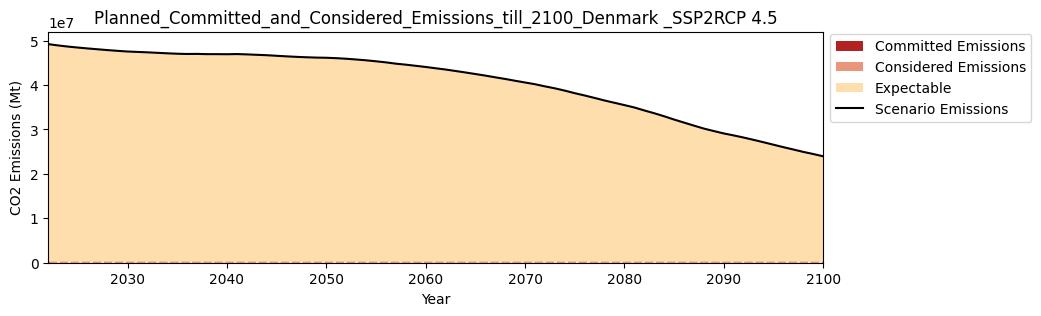 Planned_Committed_and_Considered_Emissions_till_2100_Denmark _SSP2RCP 4.5
1e7
5
4
3
2
1
0
CO2 Emissions (Mt)
2030 2040 2050 2060 2070 2080 2090 2100
Year
Committed Emissions
Considered Emissions
Expectable
Scenario Emissions